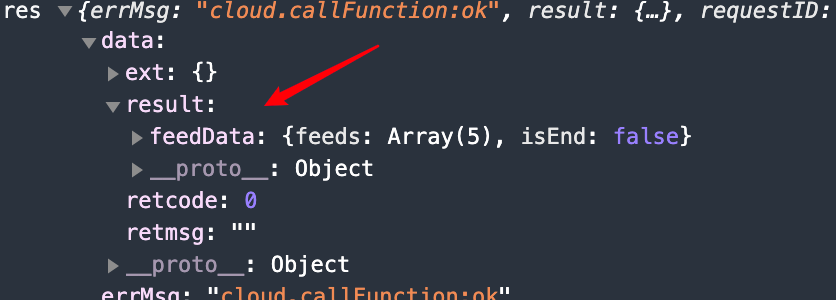 res ▼{errMsg: "cloud.callFunction:ok", result: {…}, requestID:
▼data:
▶ext: {}
▼result:
▶feedData: {feeds: Array(5), isEnd: false}
▶__proto__: Object
retcode: 0
retmsg: ""
▶__proto__: Object
errMsg: "cloud.callFunction:ok"